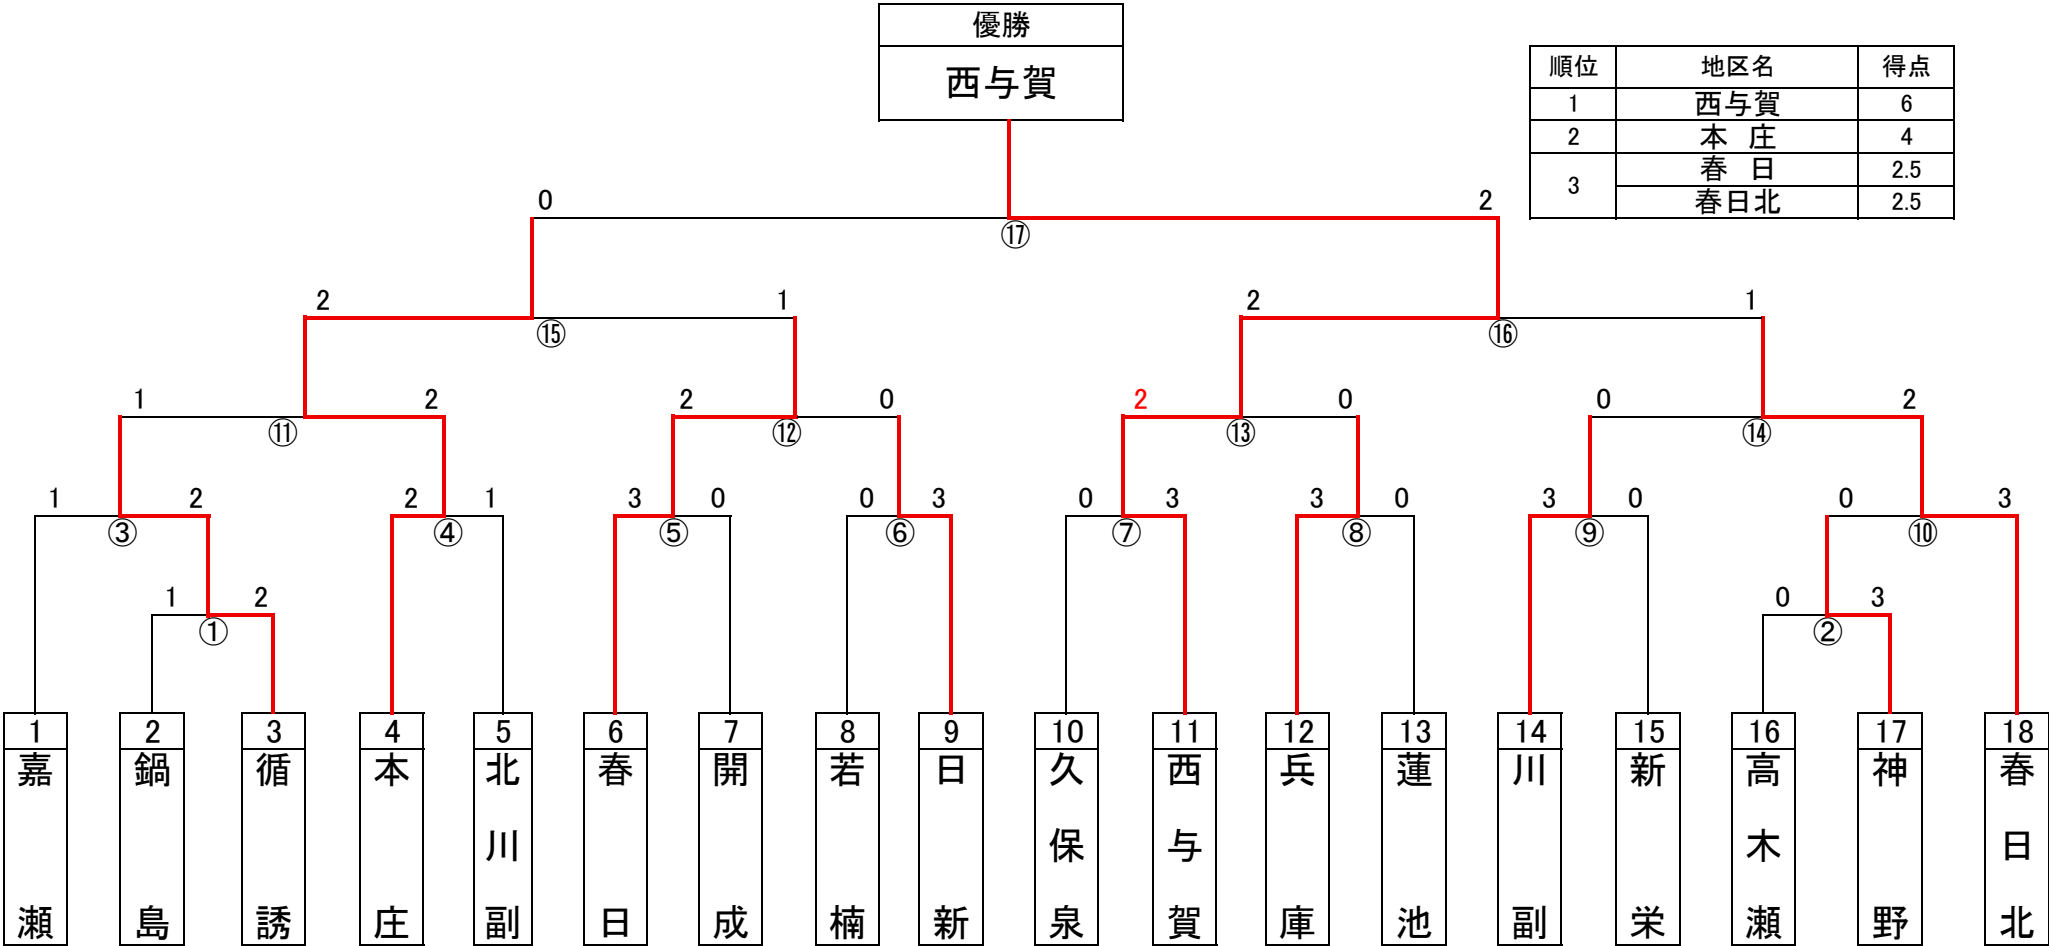 優勝
西与賀
順位 地区名 得点
1 西与賀 6
2 本 庄 4
3 春 日 2.5
春日北 2.5
0 2
⑰
2 1 2 1
⑮ ⑯
1 2 2 0 2 0 0 2
⑪ ⑫ ⑬ ⑭
1 2 2 1 3 0 0 3 0 3 3 0 3 0 0 3
③ ④ ⑤ ⑥ ⑦ ⑧ ⑨ ⑩
1 2 0 3
① ②
1 2 3 4 5 6 7 8 9 10 11 12 13 14 15 16 17 18
嘉瀬
鍋島
循誘
本庄
北川副
春日
開成
若楠
日新
久保泉
西与賀
兵庫
蓮池
川副
新栄
高木瀬
神野
春日北